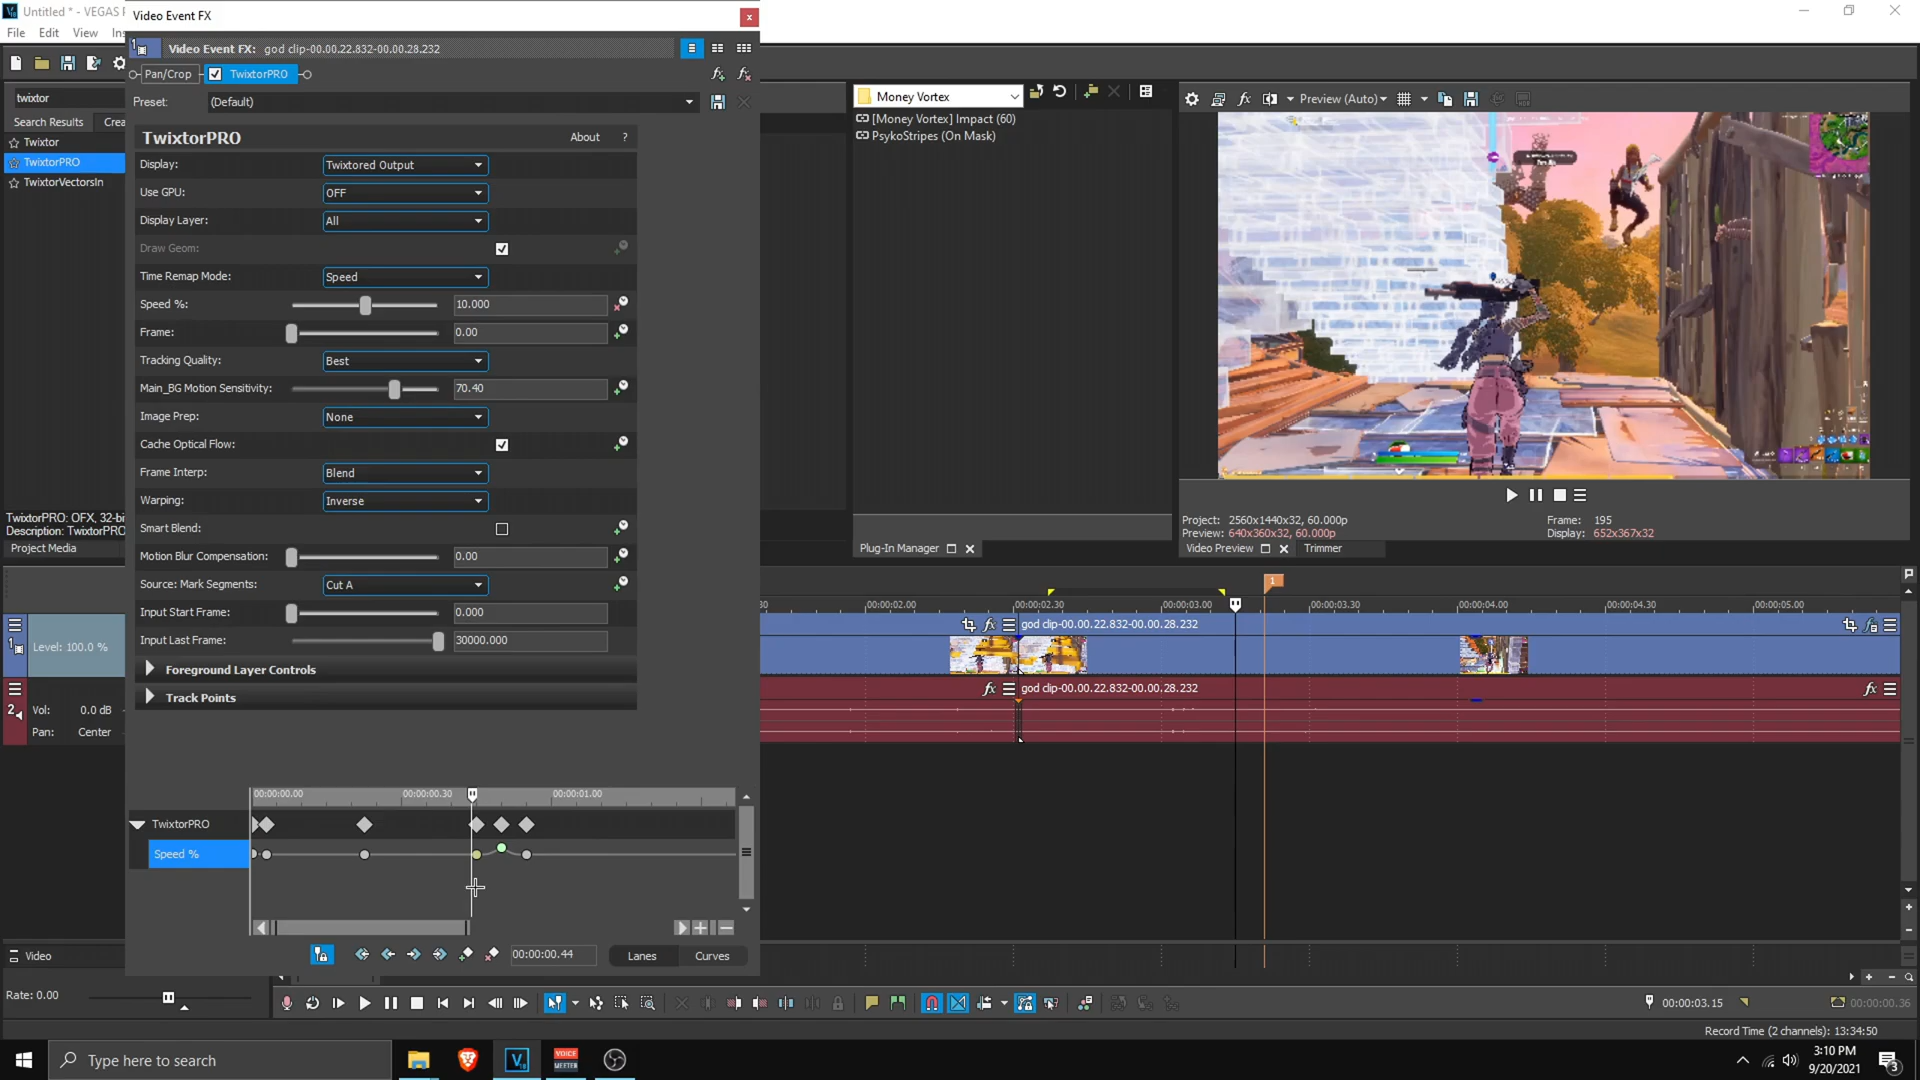 Untitled * - VEGAS P
File Edit View Ins
twixtor
Search Results Crea
Twixtor
TwixtorPRO
TwixtorVectorsIn
TwixtorPRO: OFX, 32-bi
Description: TwixtorPRO
Project Media
Video Event FX
Video Event FX: god clip-00.00.22.832-00.00.28.232
Pan/Crop TwixtorPRO
Preset: (Default)
TwixtorPRO About ?
Display: Twixtored Output
Use GPU: OFF
Display Layer: All
Draw Geom:
Time Remap Mode: Speed
Speed %: 10.000
Frame: 0.00
Tracking Quality: Best
Main_BG Motion Sensitivity: 70.40
Image Prep: None
Cache Optical Flow:
Frame Interp: Blend
Warping: Inverse
Smart Blend:
Motion Blur Compensation: 0.00
Source: Mark Segments: Cut A
Input Start Frame: 0.000
Input Last Frame: 30000.000
Foreground Layer Controls
Track Points
00:00:00.00 00:00:00.30 00:00:01.00
TwixtorPRO
Speed %
00:00:00.44 Lanes Curves
Money Vortex
[Money Vortex] Impact (60)
PsykoStripes (On Mask)
Plug-In Manager
Preview (Auto)
Project: 2560x1440x32, 60.000p Frame: 195
Preview: 640x360x32, 60.000p Display: 652x367x32
Video Preview Trimmer
1
00:00:02.00 00:00:02.30 00:00:03.00 00:00:03.30 00:00:04.00 00:00:04.30 00:00:05.00
1 Level: 100.0 %
god clip-00.00.22.832-00.00.28.232
2 Vol: 0.0 dB
Pan: Center
god clip-00.00.22.832-00.00.28.232
Video
Rate: 0.00
00:00:03.15 00:00:00.36
Record Time (2 channels): 13:34:50
Type here to search
VOICE
MEETER
3:10 PM
9/20/2021
3